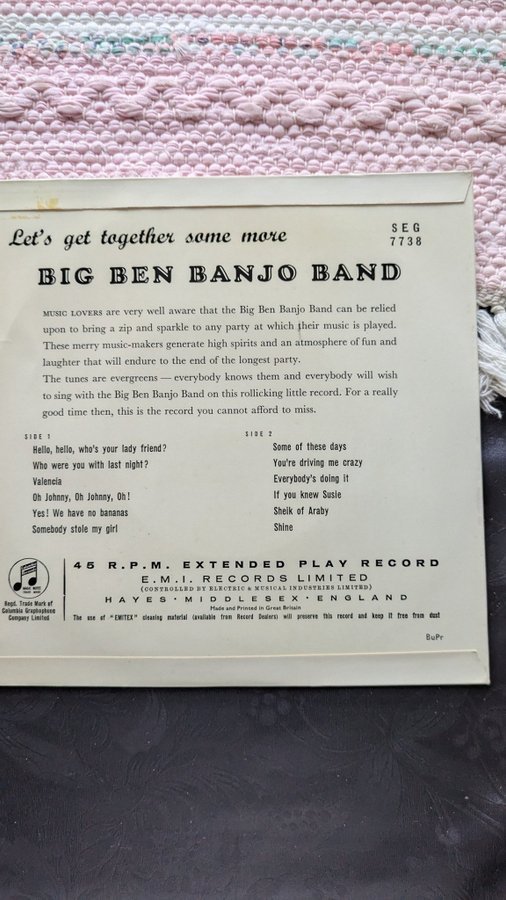 Let's get together some more
SEG
7738
BIG BEN BANJO BAND
MUSIC LOVERS are very well aware that the Big Ben Banjo Band can be relied
upon to bring a zip and sparkle to any party at which their music is played.
These merry music-makers generate high spirits and an atmosphere of fun and
laughter that will endure to the end of the longest party.
The tunes are evergreens — everybody knows them and everybody will wish
to sing with the Big Ben Banjo Band on this rollicking little record. For a really
good time then, this is the record you cannot afford to miss.
SIDE 1
Hello, hello, who's your lady friend?
Who were you with last night?
Valencia
Oh Johnny, Oh Johnny, Oh!
Yes! We have no bananas
Somebody stole my girl
SIDE 2
Some of these days
You're driving me crazy
Everybody's doing it
If you knew Susie
Sheik of Araby
Shine
Regd. Trade Mark of
Columbia Graphophone
Company Limited
45 R.P.M. EXTENDED PLAY RECORD
E.M.I. RECORDS LIMITED
(CONTROLLED BY ELECTRIC & MUSICAL INDUSTRIES LIMITED)
HAYES · MIDDLESEX · ENGLAND
Made and Printed in Great Britain
The use of "EMITEX" cleaning material (available from Record Dealers) will preserve this record and keep it free from dust
BuPr